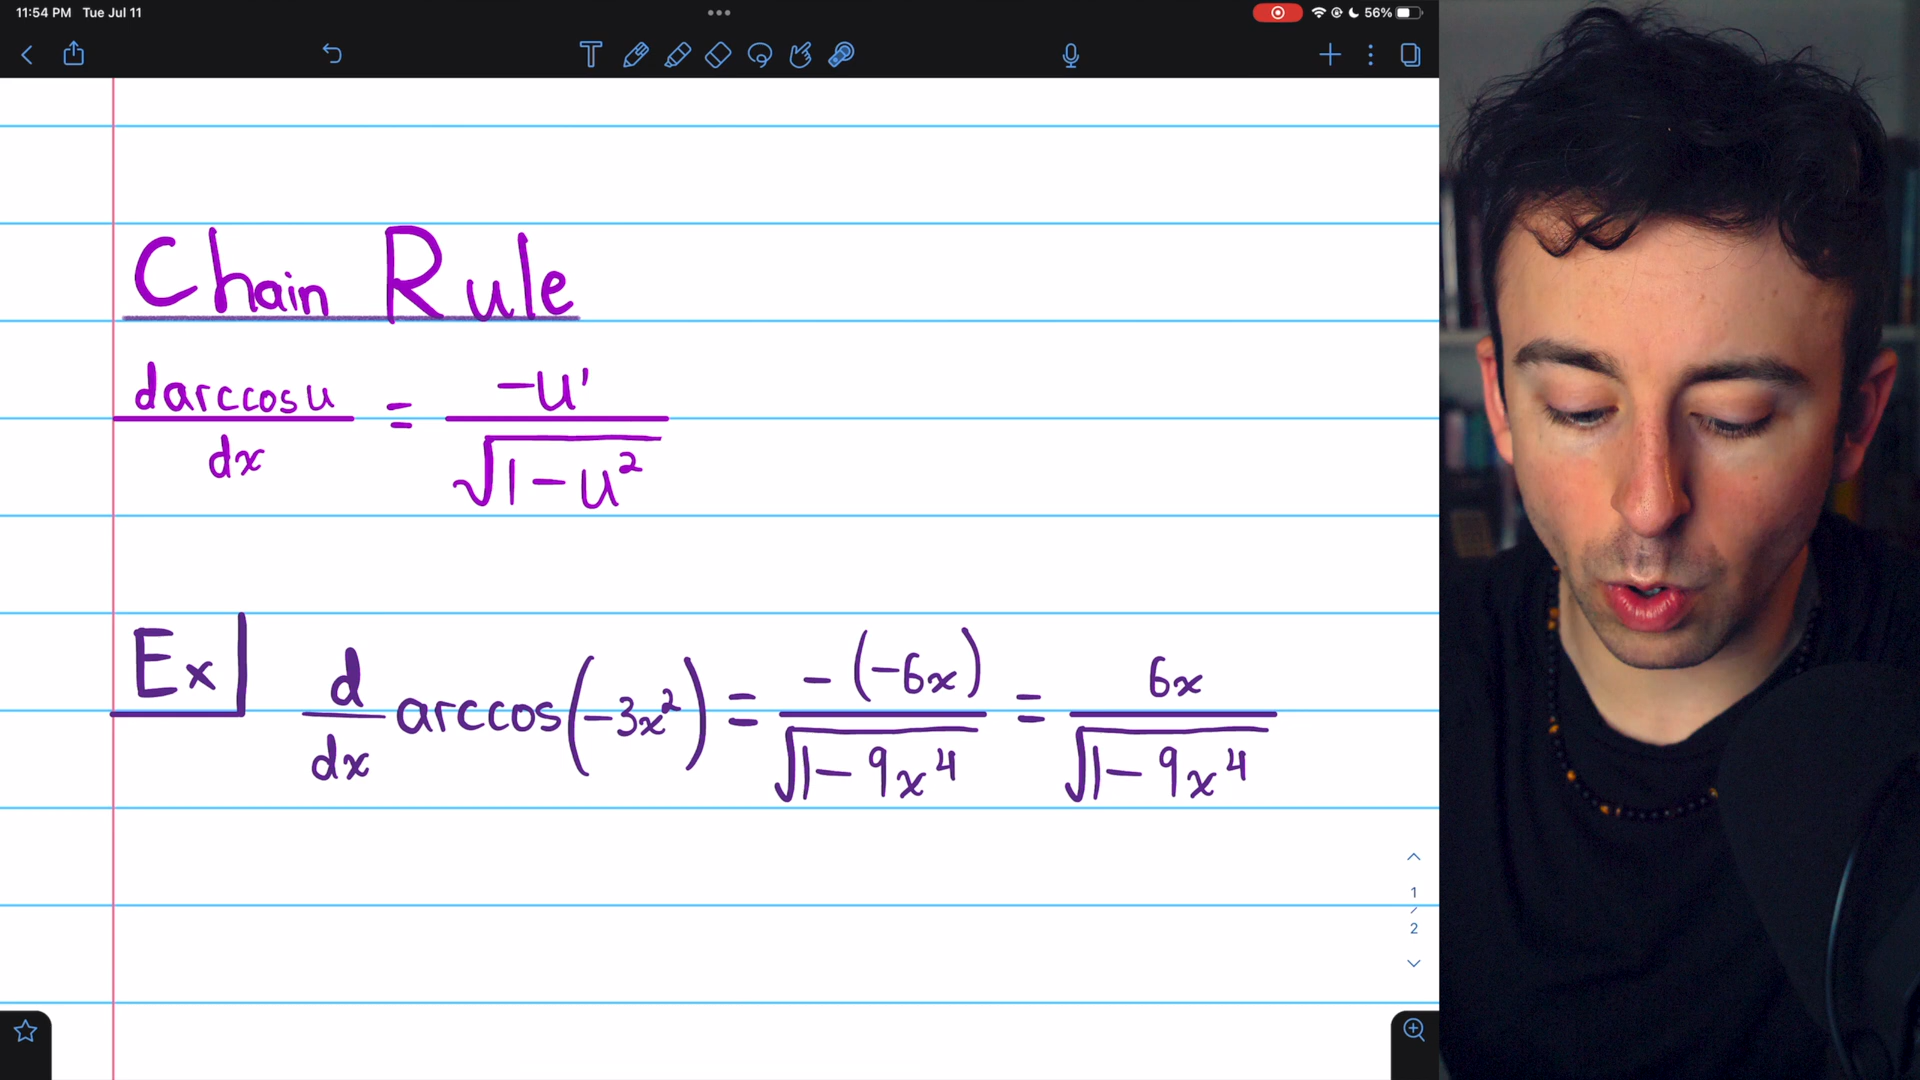 11:54 PM Tue Jul 11
56%
Chain Rule
d arccos u / dx = -u' / √(1-u²)
Ex d/dx arccos(-3x²) = -(-6x) / √(1-9x⁴) = 6x / √(1-9x⁴)
1
/
2